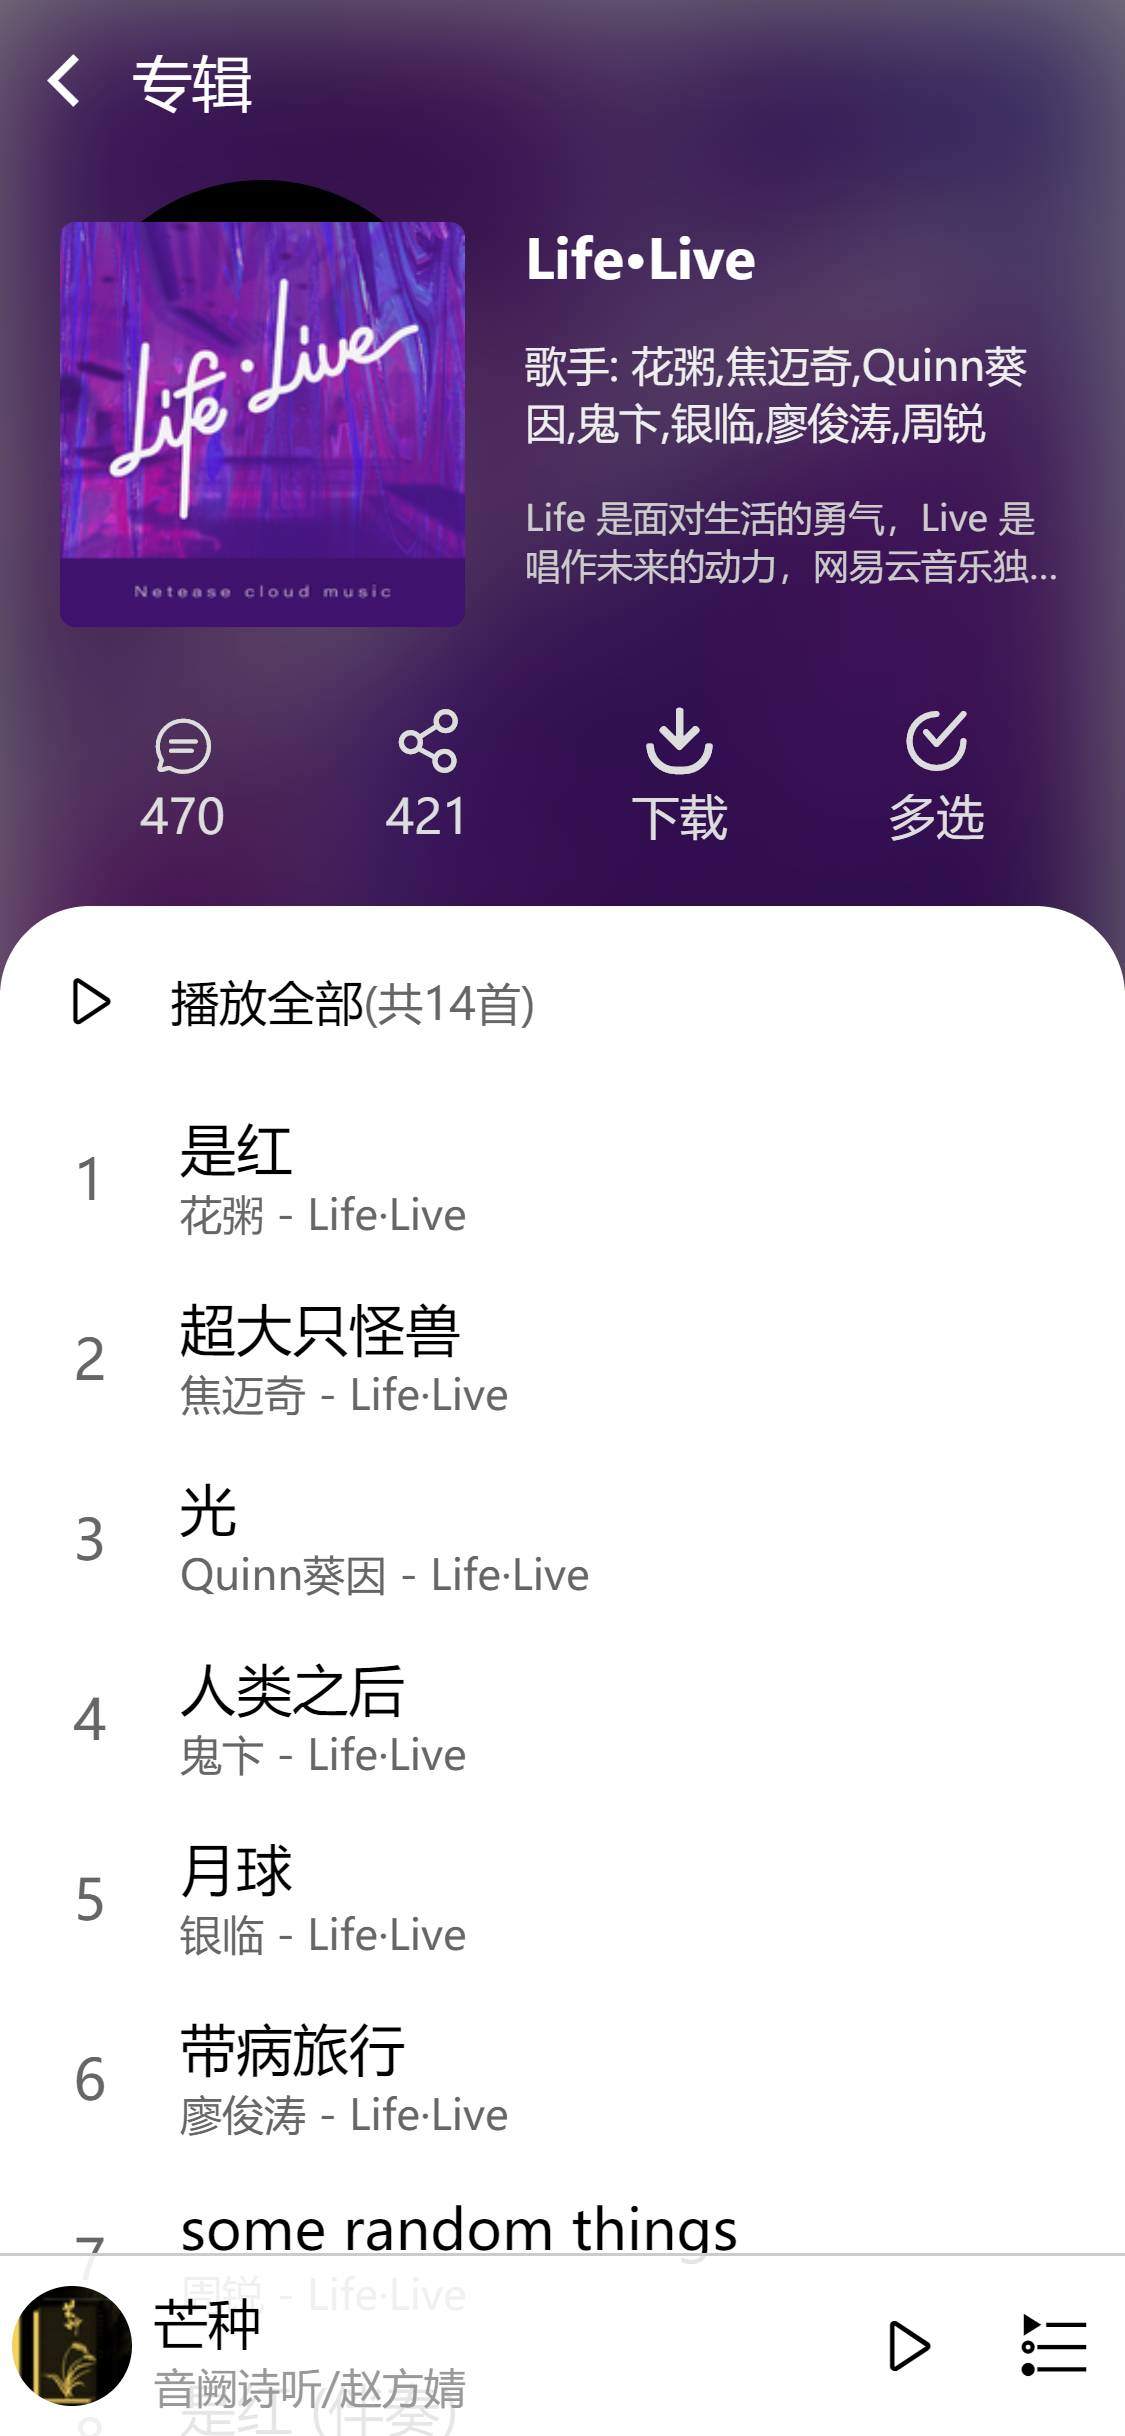 专辑
Life·Live
Netease cloud music
Life•Live
歌手: 花粥,焦迈奇,Quinn葵
因,鬼卞,银临,廖俊涛,周锐
Life 是面对生活的勇气，Live 是
唱作未来的动力，网易云音乐独...
470
421
下载
多选
播放全部(共14首)
1
是红
花粥 - Life·Live
2
超大只怪兽
焦迈奇 - Life·Live
3
光
Quinn葵因 - Life·Live
4
人类之后
鬼卞 - Life·Live
5
月球
银临 - Life·Live
6
带病旅行
廖俊涛 - Life·Live
7
some random things
周锐 - Life·Live
芒种
音阙诗听/赵方婧
8
是红 (伴奏)